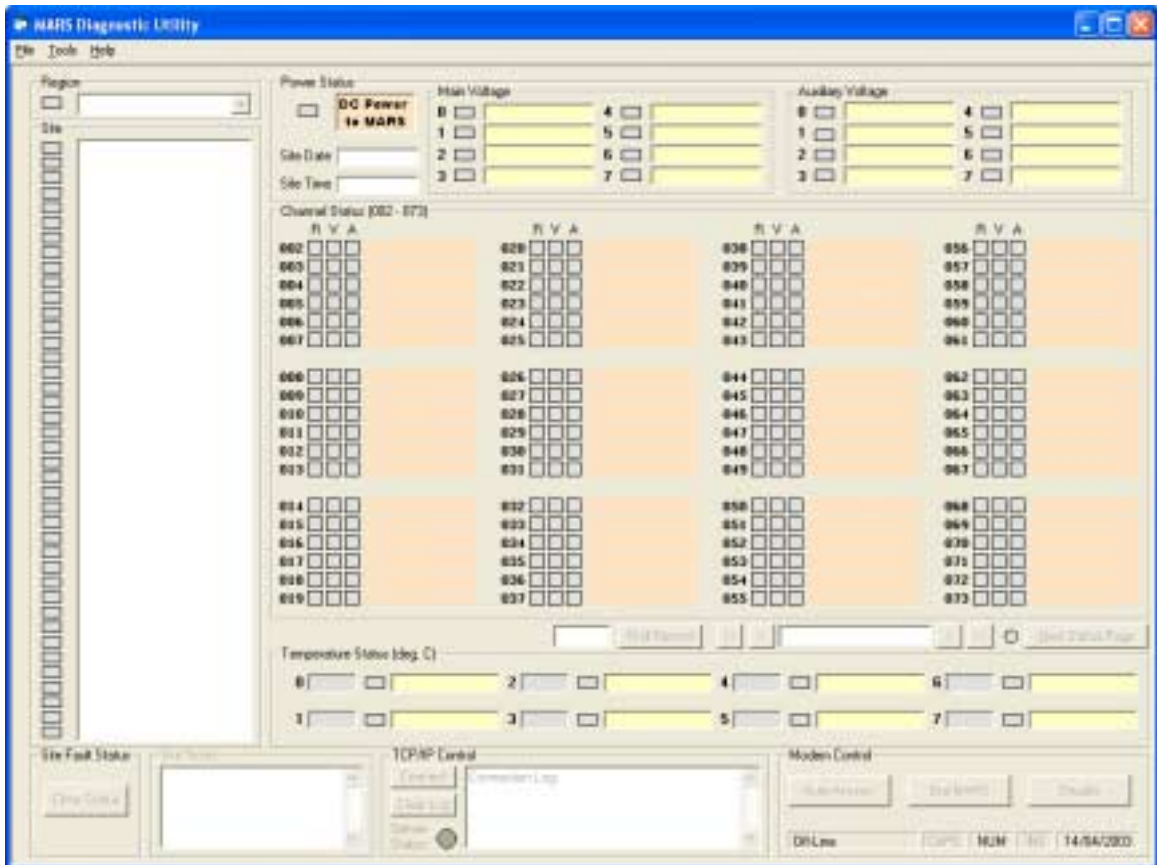 MARS Diagnostic Utility
File Tools Help
Region
Site
Power Status
DC Power
to MARS
Site Date
Site Time
Main Voltage
0 4
1 5
2 6
3 7
Auxiliary Voltage
0 4
1 5
2 6
3 7
Channel Status (002 - 073)
R V A R V A R V A R V A
002 020 038 056
003 021 039 057
004 022 040 058
005 023 041 059
006 024 042 060
007 025 043 061
008 026 044 062
009 027 045 063
010 028 046 064
011 029 047 065
012 030 048 066
013 031 049 067
014 032 050 068
015 033 051 069
016 034 052 070
017 035 053 071
018 036 054 072
019 037 055 073
Temperature Status (deg. C)
0 2 4 6
1 3 5 7
Site Fault Status
Clear Status
TCP/IP Control
Connect
Connection Log
Clear Log
Server
Status
Modem Control
Auto Answer
Disable
Off-Line CAPS NUM INS 14/04/2003